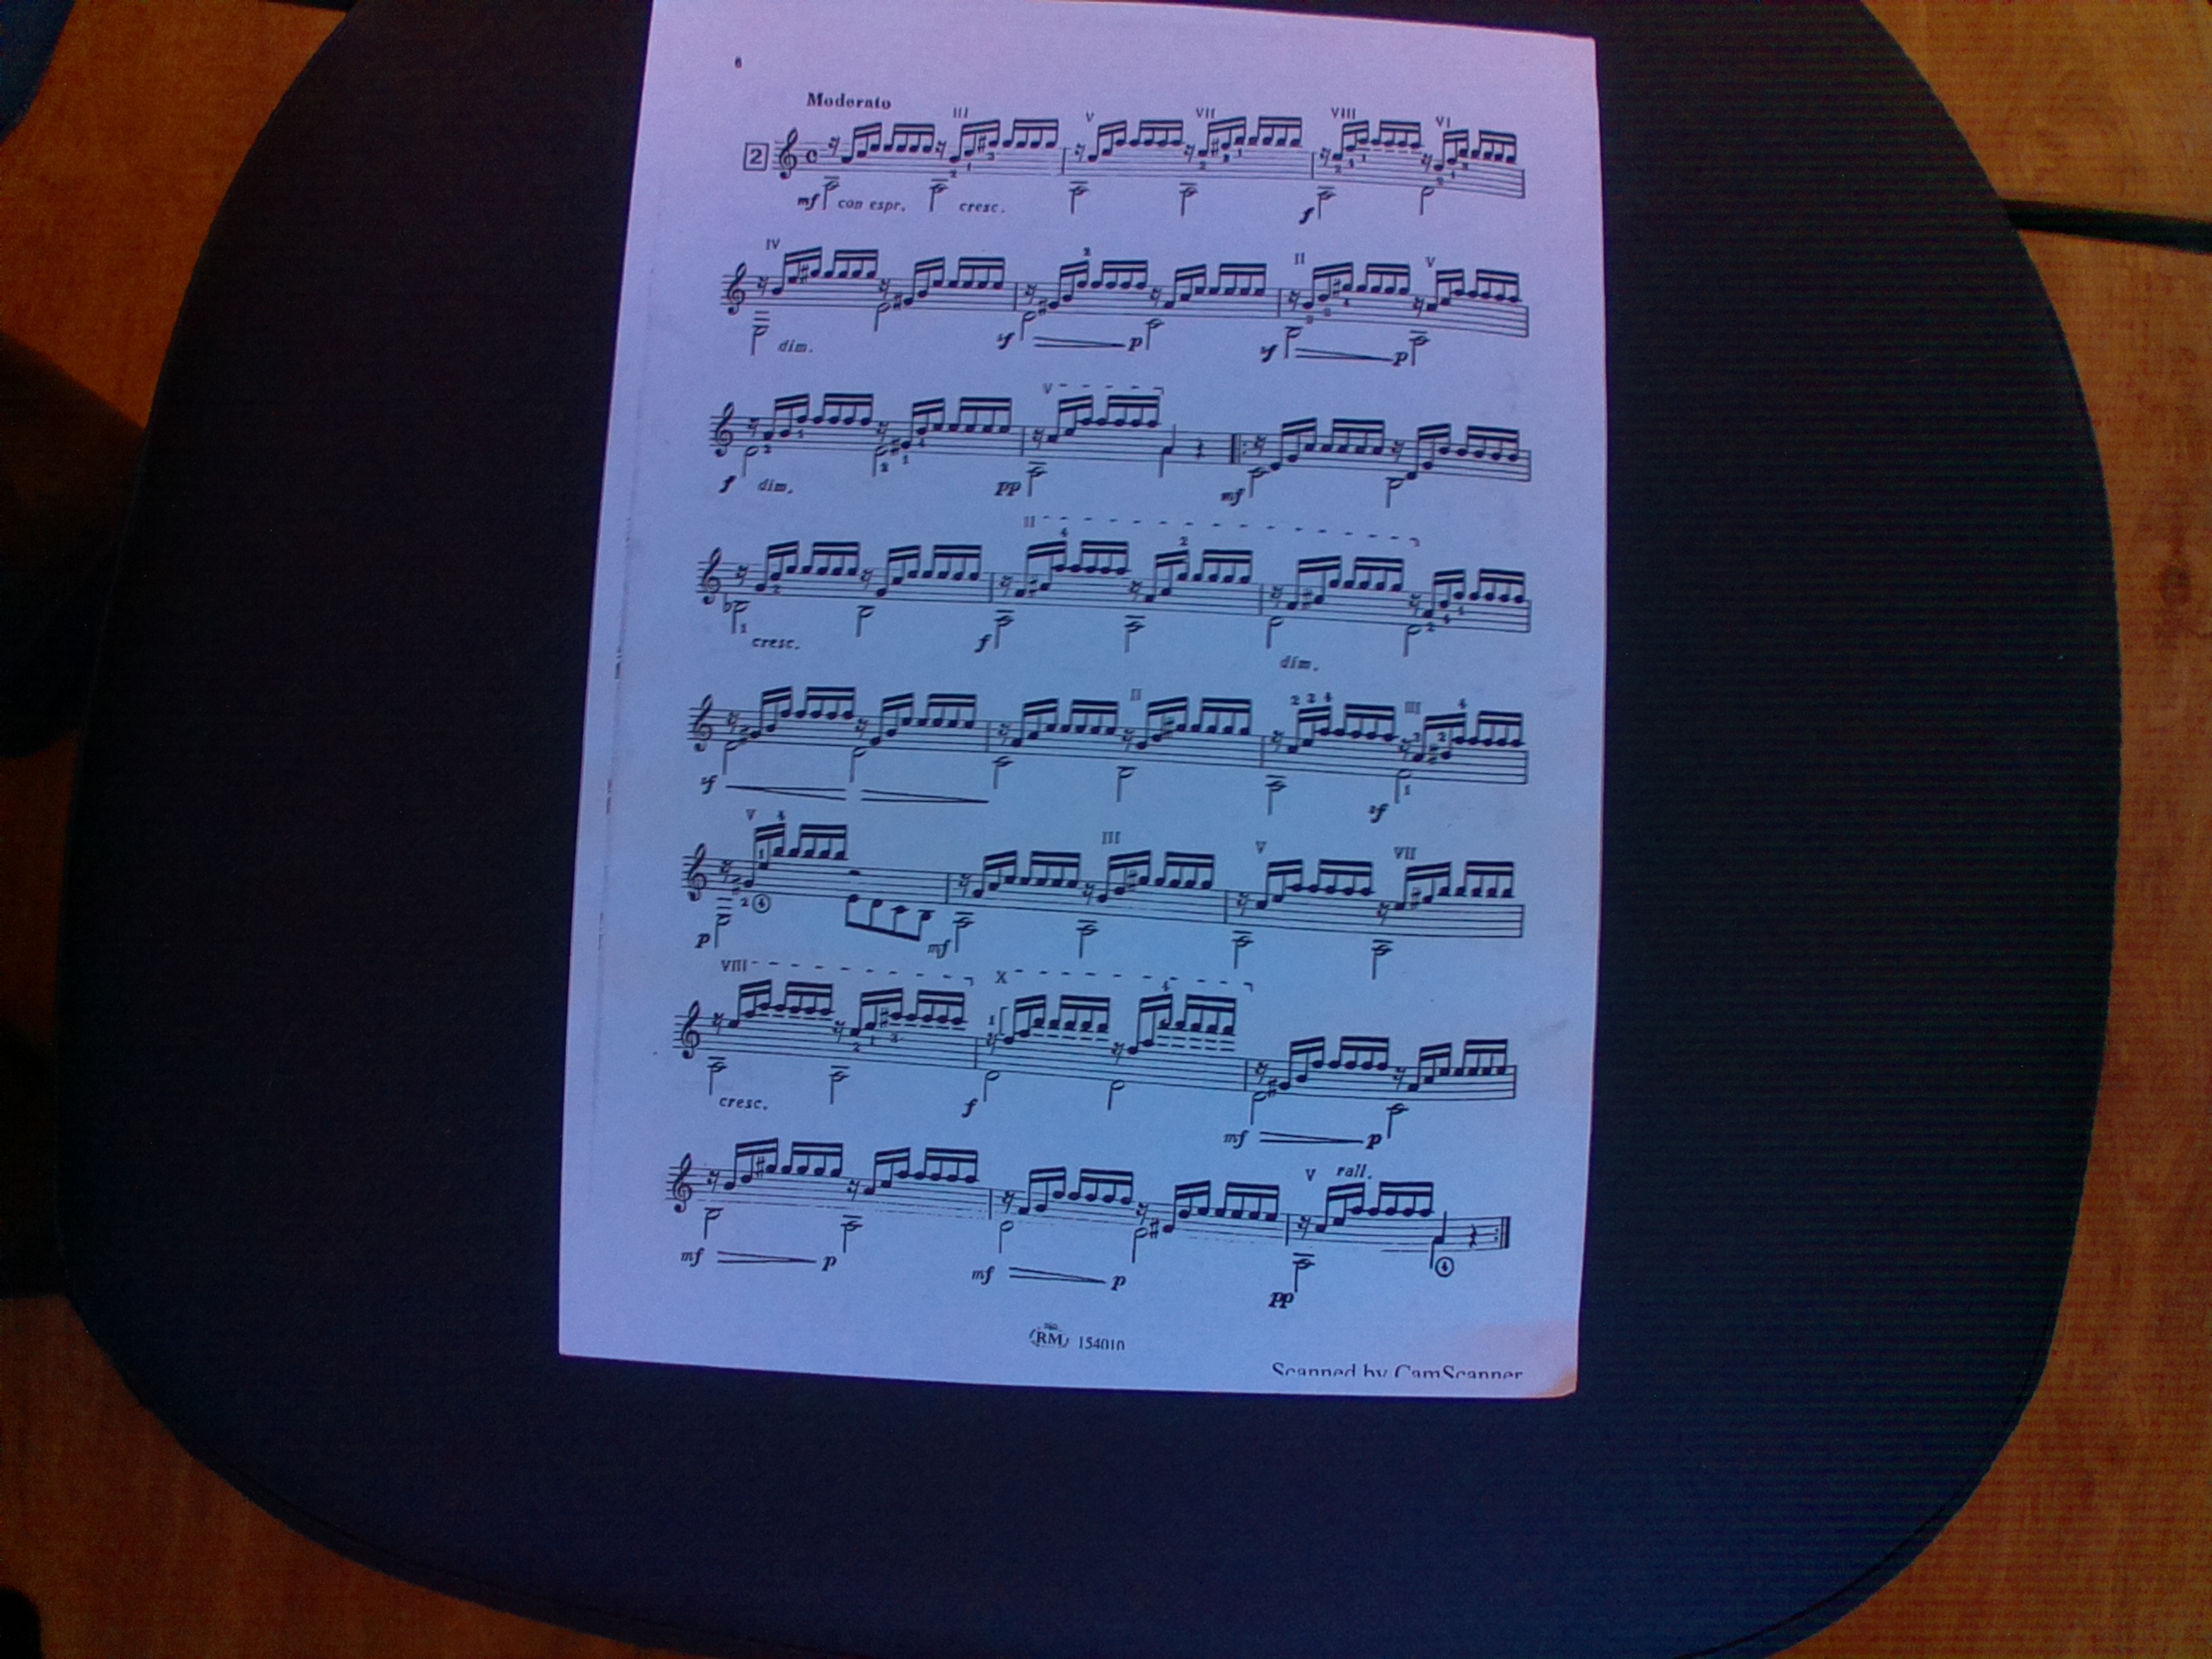 6
Moderato
III V VII VIII VI
2
mf con espr. cresc. f
IV II V
dim. sf p sf p
V
f dim. pp mf
II
cresc. f dim.
II III
sf sf
V III V VII
p mf
VIII X
cresc. f mf p
V rall.
mf p mf p pp
RM 154010
Scanned by CamScanner